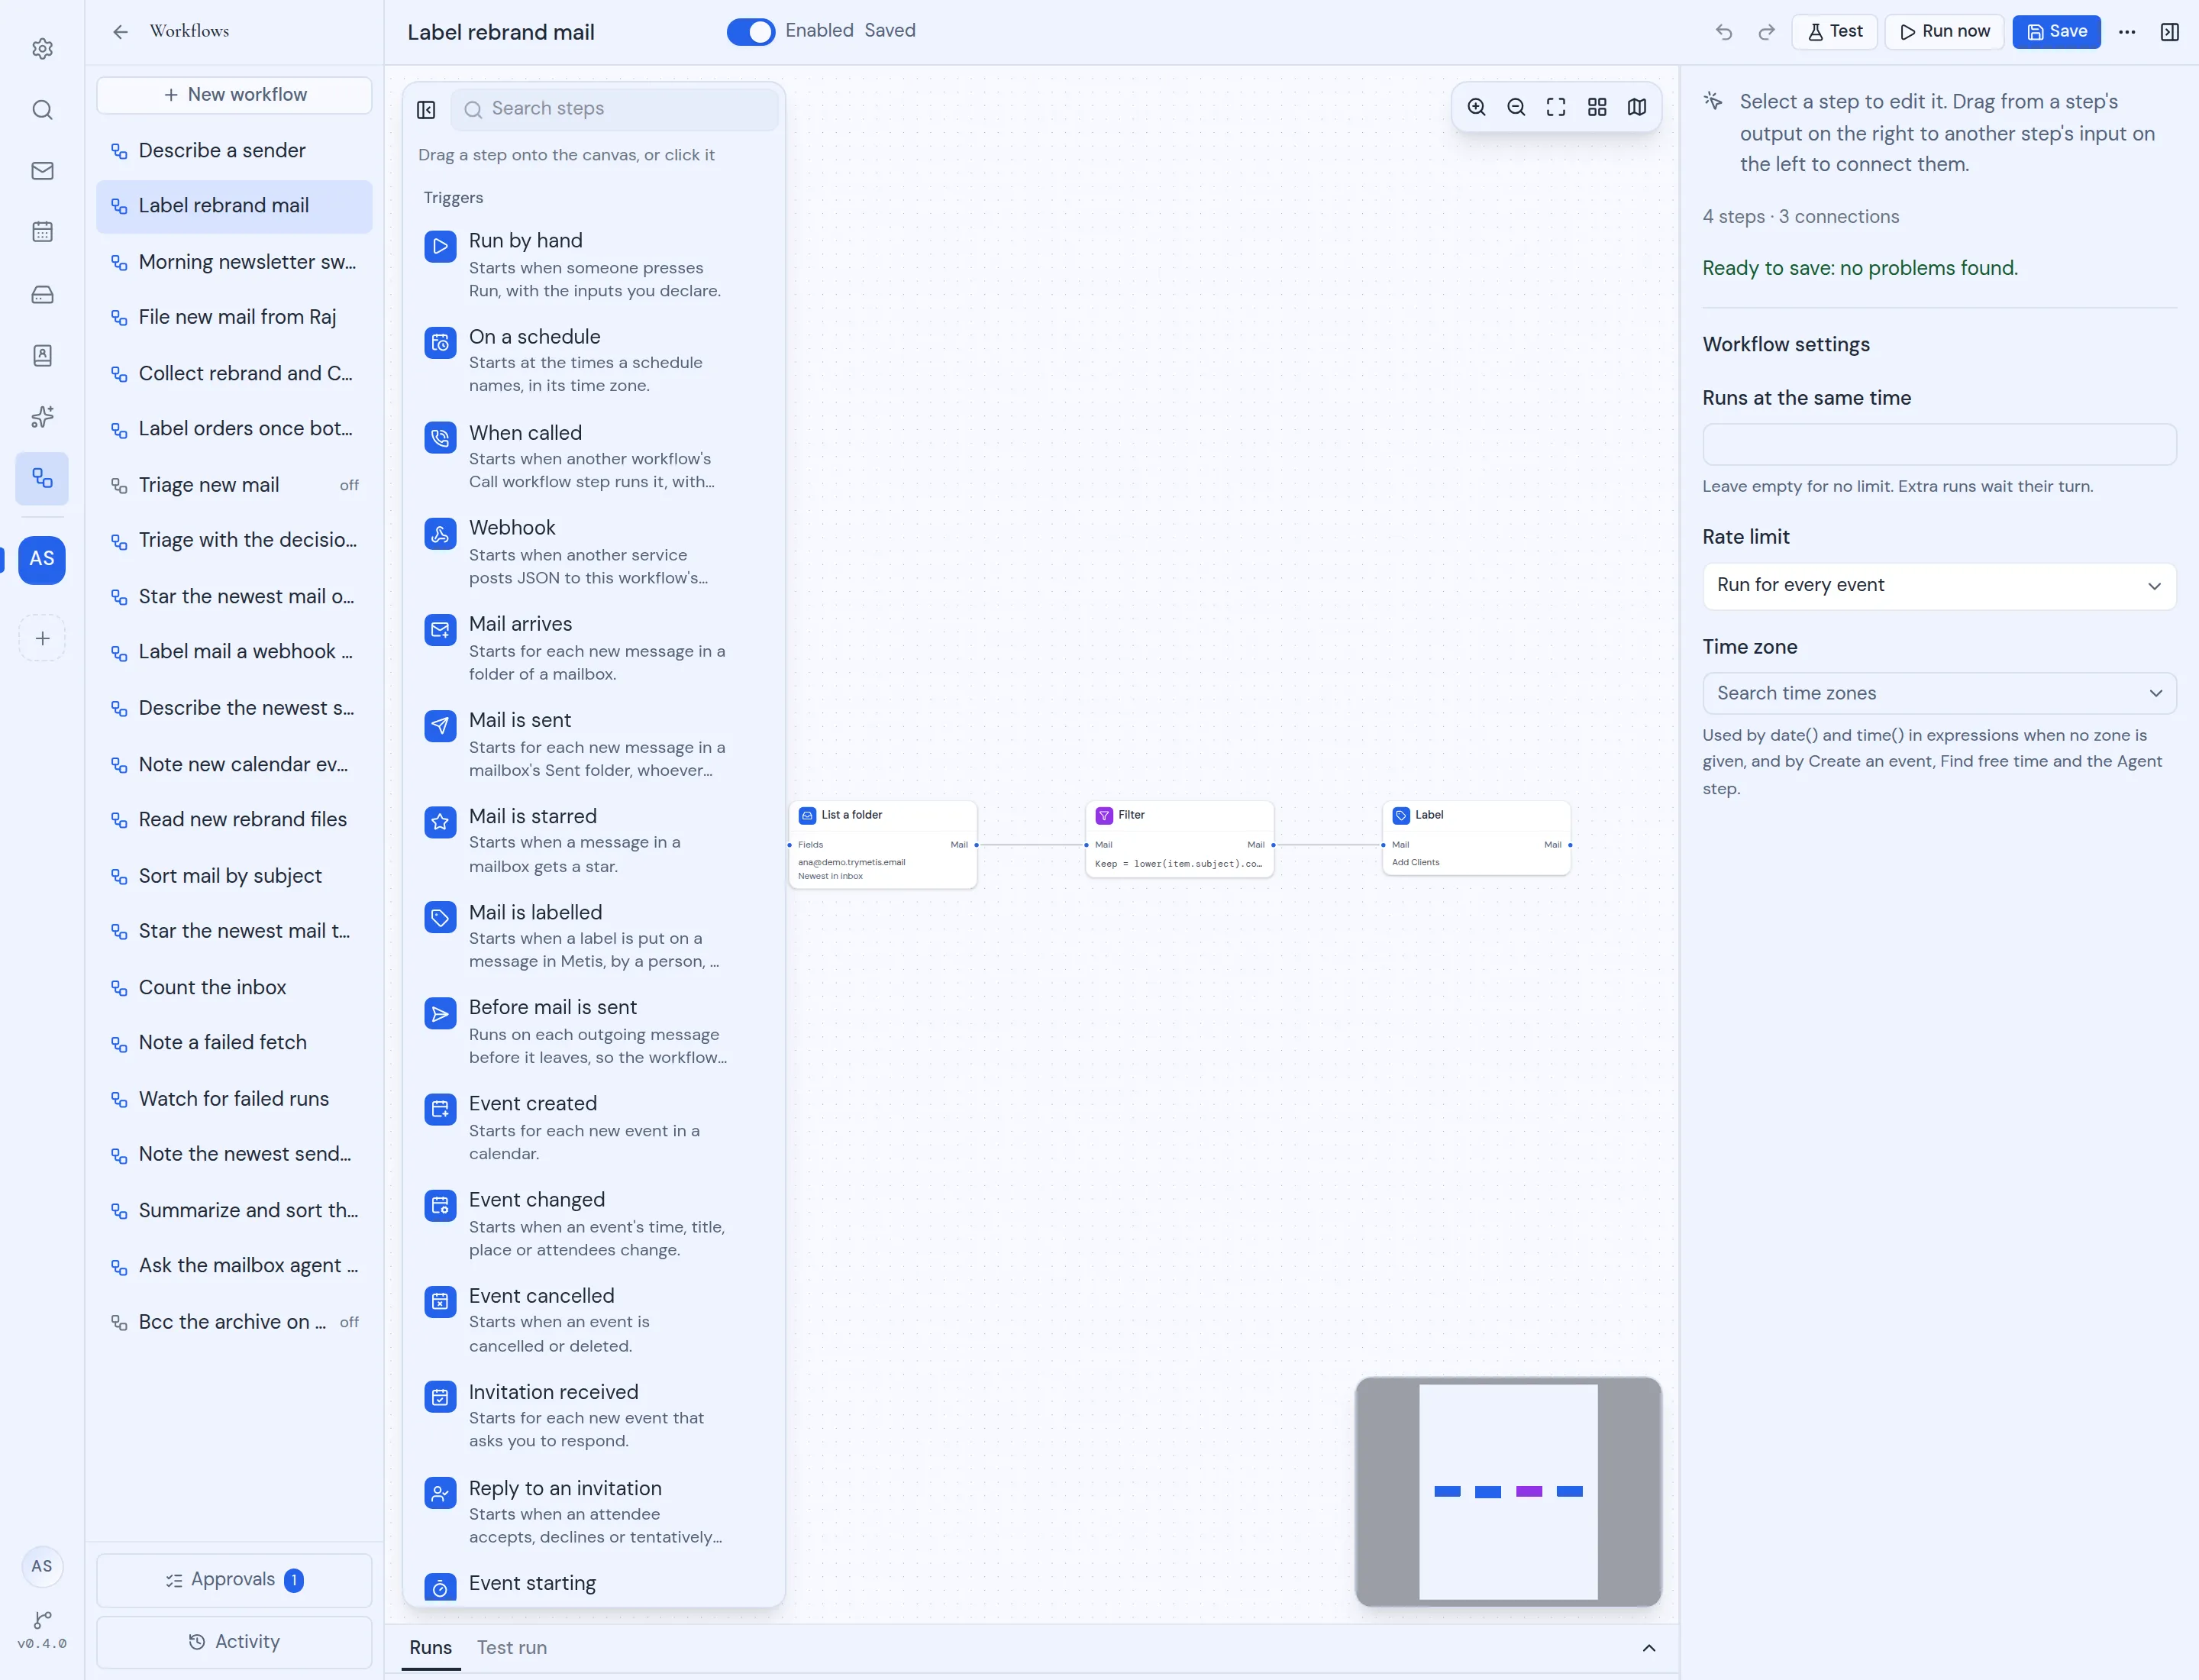 Workflows
New workflow
Describe a sender
Label rebrand mail
Morning newsletter sw...
File new mail from Raj
Collect rebrand and C...
Label orders once bot...
Triage new mail off
Triage with the decisio...
Star the newest mail o...
Label mail a webhook ...
Describe the newest s...
Note new calendar ev...
Read new rebrand files
Sort mail by subject
Star the newest mail t...
Count the inbox
Note a failed fetch
Watch for failed runs
Note the newest send...
Summarize and sort th...
Ask the mailbox agent ...
Bcc the archive on ... off
Approvals 1
Activity
AS
AS
v0.4.0
Label rebrand mail
Enabled Saved
Test
Run now
Save
Search steps
Drag a step onto the canvas, or click it
Triggers
Run by hand
Starts when someone presses
Run, with the inputs you declare.
On a schedule
Starts at the times a schedule
names, in its time zone.
When called
Starts when another workflow's
Call workflow step runs it, with...
Webhook
Starts when another service
posts JSON to this workflow's...
Mail arrives
Starts for each new message in a
folder of a mailbox.
Mail is sent
Starts for each new message in a
mailbox's Sent folder, whoever...
Mail is starred
Starts when a message in a
mailbox gets a star.
Mail is labelled
Starts when a label is put on a
message in Metis, by a person, ...
Before mail is sent
Runs on each outgoing message
before it leaves, so the workflow...
Event created
Starts for each new event in a
calendar.
Event changed
Starts when an event's time, title,
place or attendees change.
Event cancelled
Starts when an event is
cancelled or deleted.
Invitation received
Starts for each new event that
asks you to respond.
Reply to an invitation
Starts when an attendee
accepts, declines or tentatively...
Event starting
List a folder
Fields Mail
ana@demo.trymetis.email
Newest in inbox
Filter
Mail Mail
Keep = lower(item.subject).co...
Label
Mail Mail
Add Clients
Runs Test run
Select a step to edit it. Drag from a step's
output on the right to another step's input on
the left to connect them.
4 steps · 3 connections
Ready to save: no problems found.
Workflow settings
Runs at the same time
Leave empty for no limit. Extra runs wait their turn.
Rate limit
Run for every event
Time zone
Search time zones
Used by date() and time() in expressions when no zone is
given, and by Create an event, Find free time and the Agent
step.